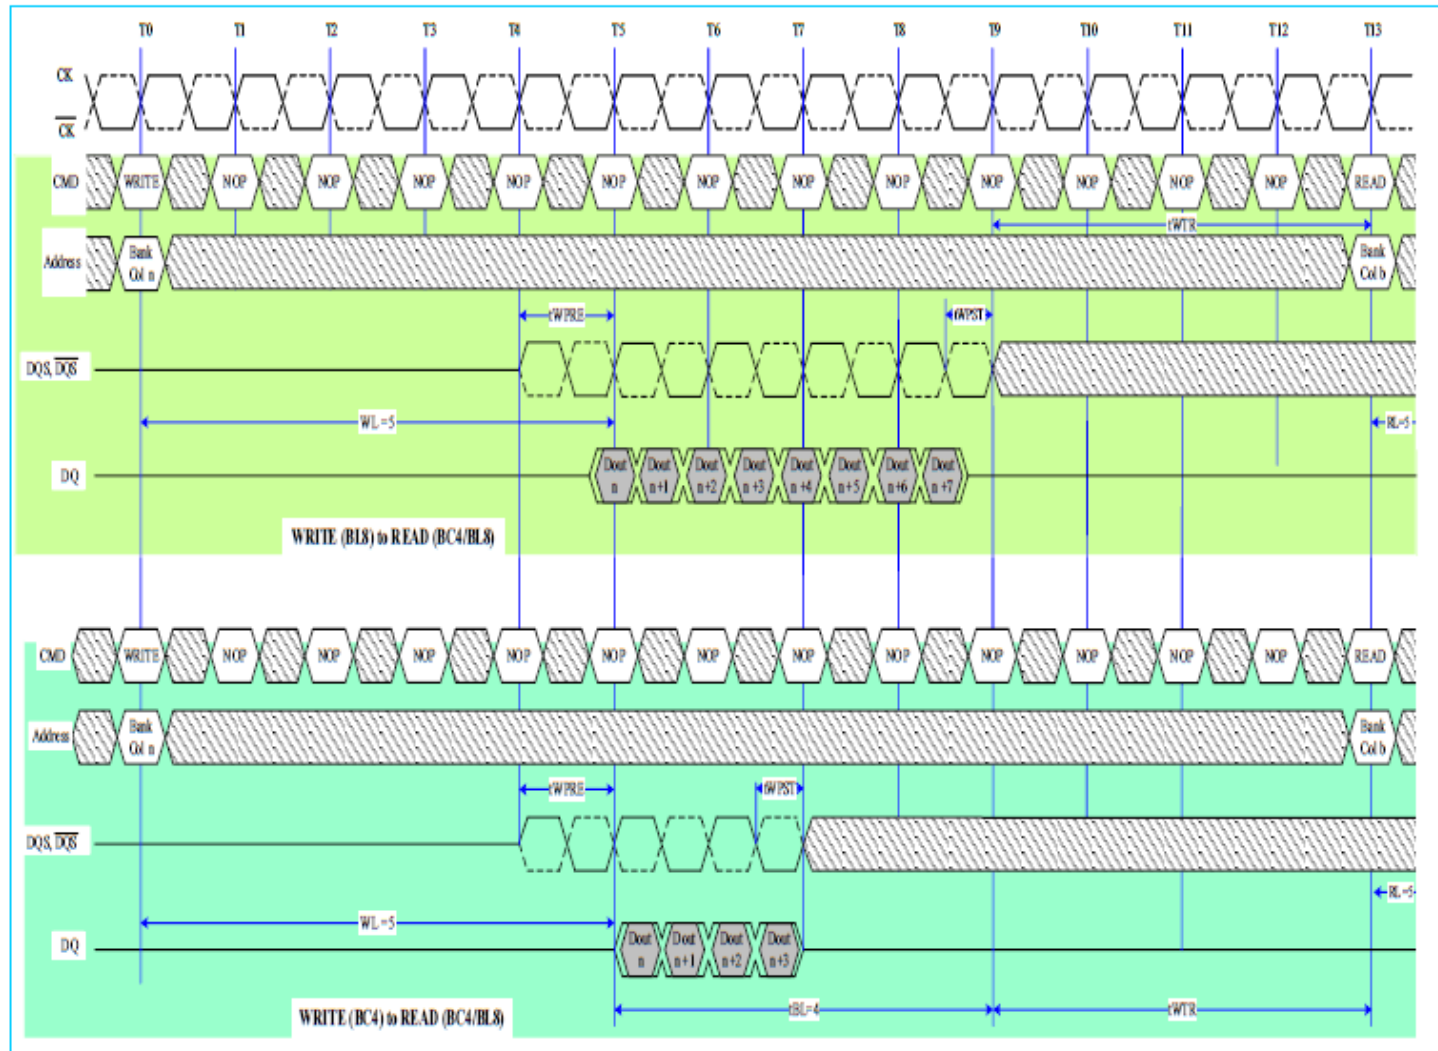 T0 T1 T2 T3 T4 T5 T6 T7 T8 T9 T10 T11 T12 T13
CK
CK
CMD WRITE NOP NOP NOP NOP NOP NOP NOP NOP NOP NOP NOP NOP READ
tWTR
Address Bank Col n Bank Col b
tWPRE tWPST
DQS, DQS
WL=5 RL=5
DQ Dout n Dout n+1 Dout n+2 Dout n+3 Dout n+4 Dout n+5 Dout n+6 Dout n+7
WRITE (BL8) to READ (BC4/BL8)
CMD WRITE NOP NOP NOP NOP NOP NOP NOP NOP NOP NOP NOP NOP READ
Address Bank Col n Bank Col b
tWPRE tWPST
DQS, DQS
RL=5
WL=5
DQ Dout n Dout n+1 Dout n+2 Dout n+3
tBL=4 tWTR
WRITE (BC4) to READ (BC4/BL8)